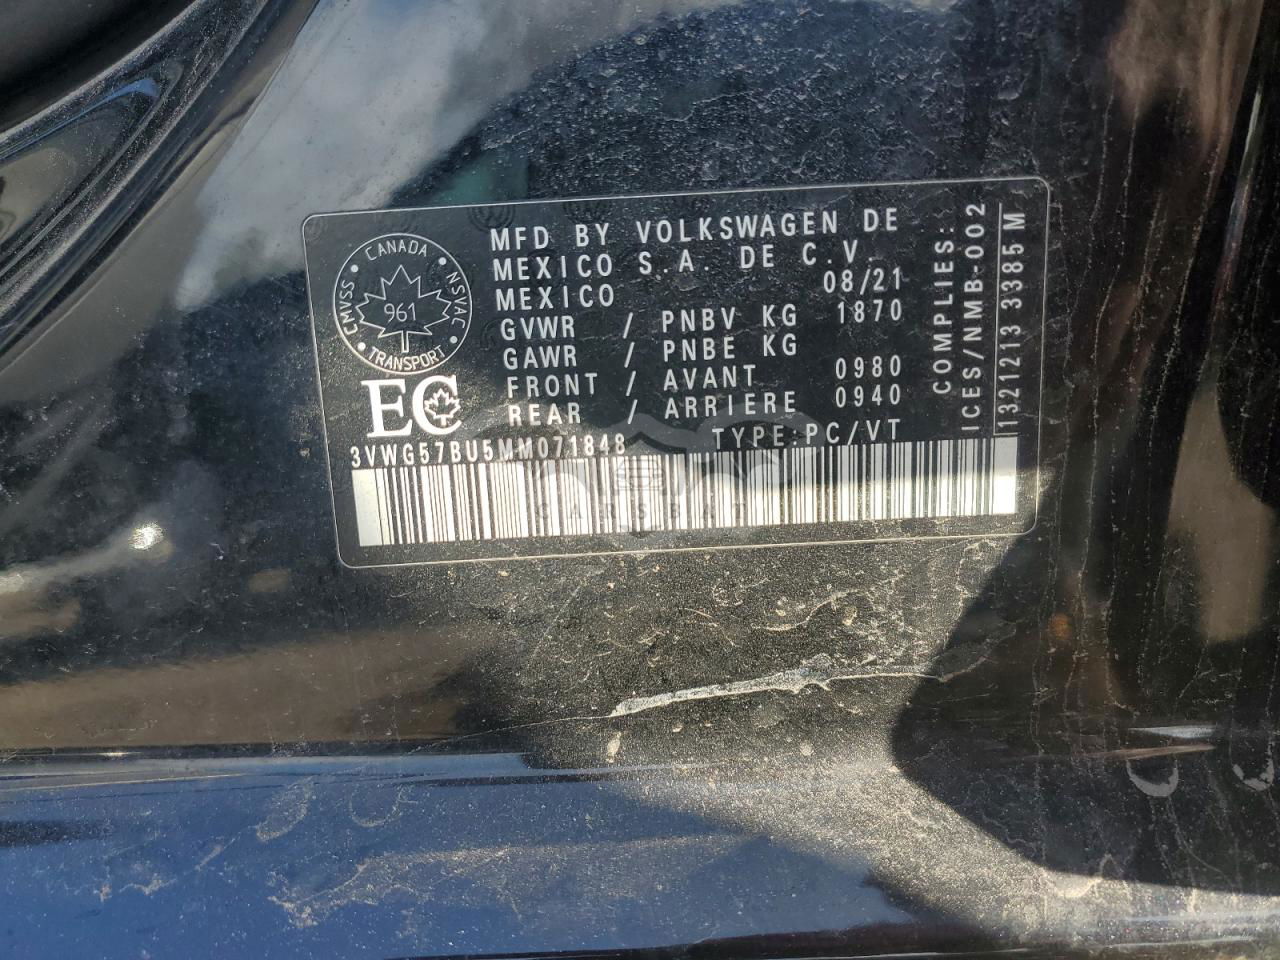 CANADA
CMVSS
NSVAC
961
TRANSPORT
EC
MFD BY VOLKSWAGEN DE
MEXICO S.A. DE C.V.
MEXICO 08/21
GVWR / PNBV KG 1870
GAWR / PNBE KG
FRONT / AVANT 0980
REAR / ARRIERE 0940
3VWG57BU5MM071848 TYPE:PC/VT
COMPLIES:
ICES/NMB-002
1321213 3385 M